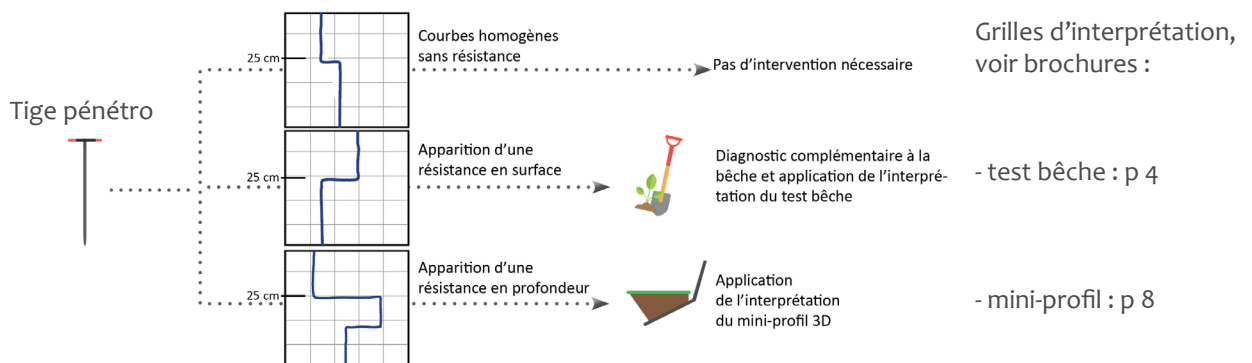 Tige pénétro
25 cm
Courbes homogènes
sans résistance
Pas d'intervention nécessaire
Grilles d'interprétation,
voir brochures :
25 cm
Apparition d'une
résistance en surface
Diagnostic complémentaire à la
bêche et application de l'interpré-
tation du test bêche
- test bêche : p 4
25 cm
Apparition d'une
résistance en profondeur
Application
de l'interprétation
du mini-profil 3D
- mini-profil : p 8